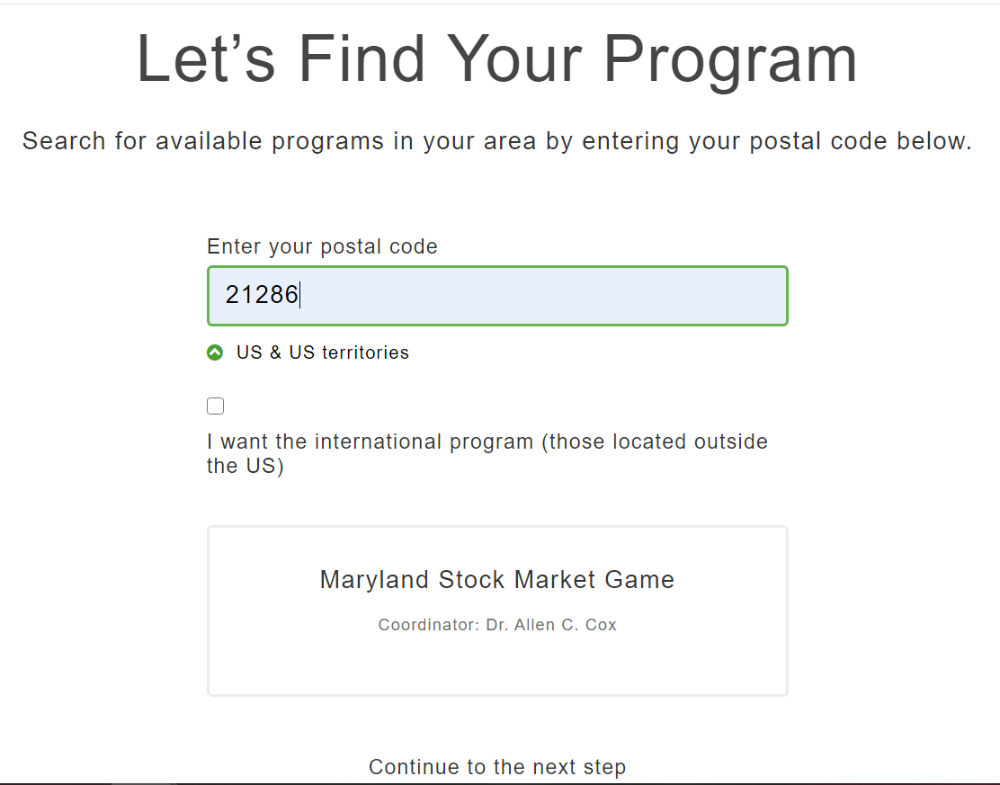 Let’s Find Your Program
Search for available programs in your area by entering your postal code below.
Enter your postal code
21286
US & US territories
I want the international program (those located outside
the US)
Maryland Stock Market Game
Coordinator: Dr. Allen C. Cox
Continue to the next step